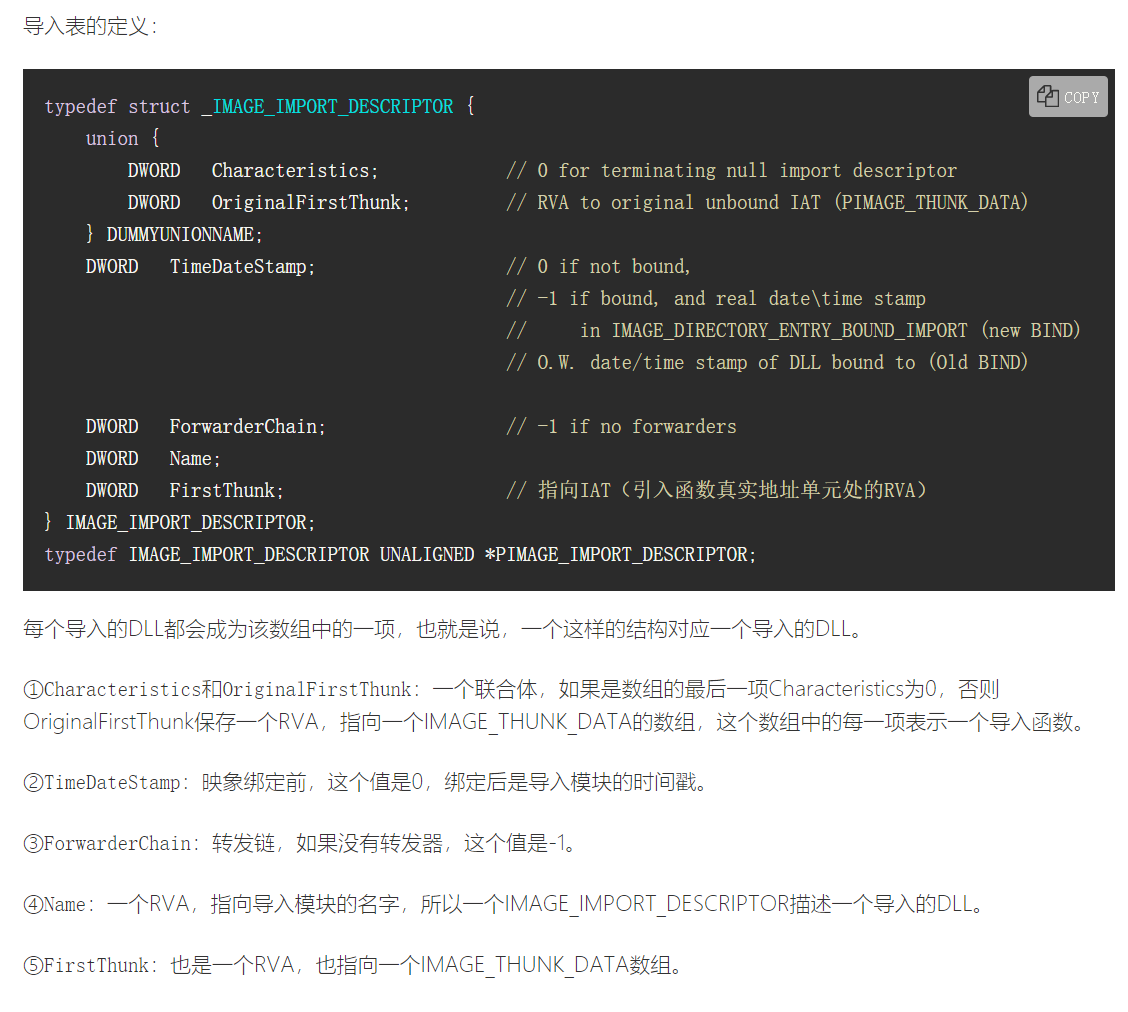 导入表的定义：
COPY
typedef struct _IMAGE_IMPORT_DESCRIPTOR {
    union {
        DWORD   Characteristics;            // 0 for terminating null import descriptor
        DWORD   OriginalFirstThunk;         // RVA to original unbound IAT (PIMAGE_THUNK_DATA)
    } DUMMYUNIONNAME;
    DWORD   TimeDateStamp;                  // 0 if not bound,
                                            // -1 if bound, and real date\time stamp
                                            //     in IMAGE_DIRECTORY_ENTRY_BOUND_IMPORT (new BIND)
                                            // O.W. date/time stamp of DLL bound to (Old BIND)
    DWORD   ForwarderChain;                 // -1 if no forwarders
    DWORD   Name;
    DWORD   FirstThunk;                     // 指向IAT（引入函数真实地址单元处的RVA）
} IMAGE_IMPORT_DESCRIPTOR;
typedef IMAGE_IMPORT_DESCRIPTOR UNALIGNED *PIMAGE_IMPORT_DESCRIPTOR;
每个导入的DLL都会成为该数组中的一项，也就是说，一个这样的结构对应一个导入的DLL。
①Characteristics和OriginalFirstThunk：一个联合体，如果是数组的最后一项Characteristics为0，否则
OriginalFirstThunk保存一个RVA，指向一个IMAGE_THUNK_DATA的数组，这个数组中的每一项表示一个导入函数。
②TimeDateStamp：映象绑定前，这个值是0，绑定后是导入模块的时间戳。
③ForwarderChain：转发链，如果没有转发器，这个值是-1。
④Name：一个RVA，指向导入模块的名字，所以一个IMAGE_IMPORT_DESCRIPTOR描述一个导入的DLL。
⑤FirstThunk：也是一个RVA，也指向一个IMAGE_THUNK_DATA数组。